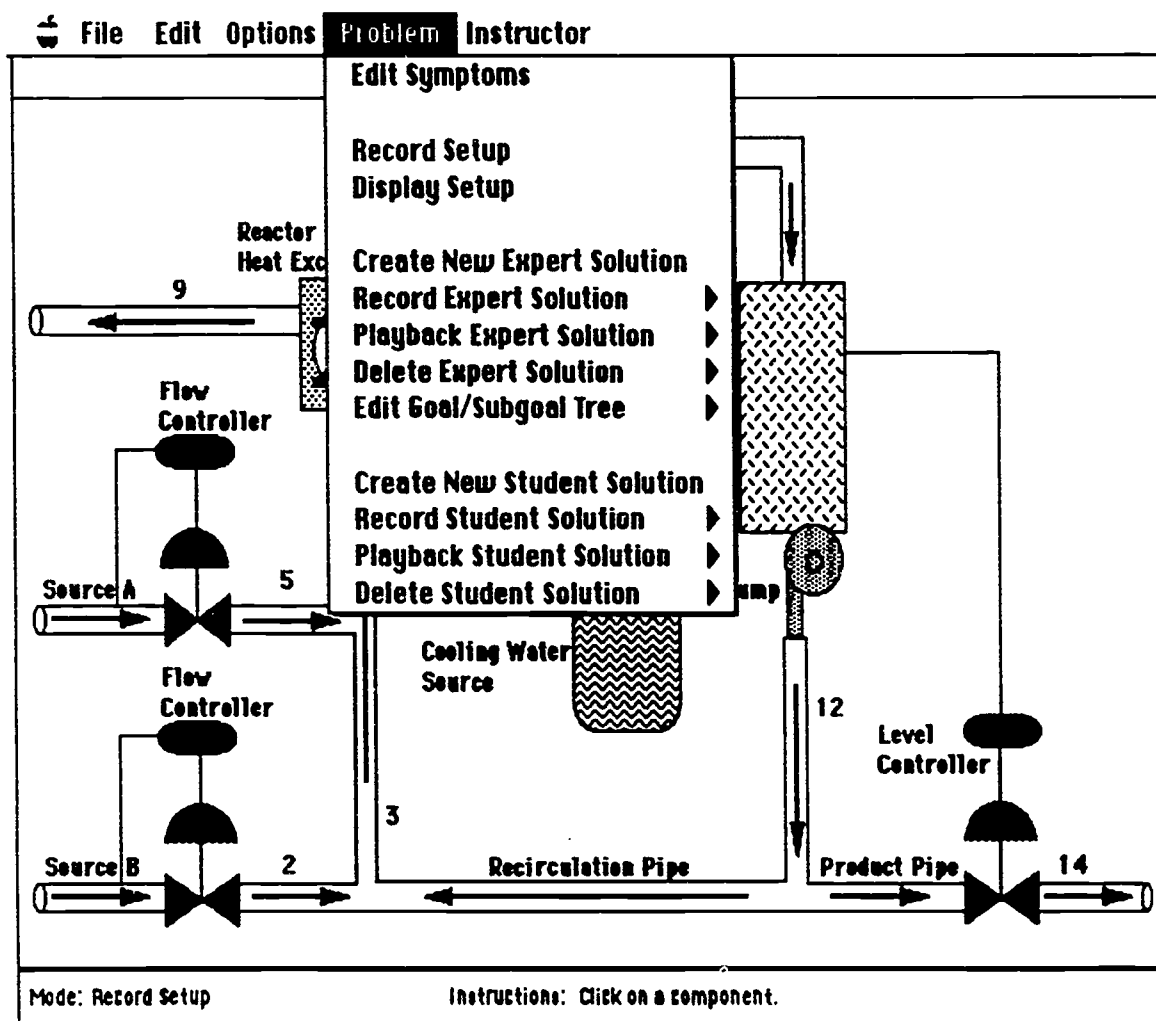 File Edit Options Problem Instructor
Edit Symptoms
Record Setup
Display Setup
Create New Expert Solution
Record Expert Solution
Playback Expert Solution
Delete Expert Solution
Edit Goal/Subgoal Tree
Create New Student Solution
Record Student Solution
Playback Student Solution
Delete Student Solution
Reactor
Heat Exc
9
Flow
Controller
Source A
5
ump
Cooling Water
Source
Flow
Controller
12
Level
Controller
3
Source B
2
Recirculation Pipe
Product Pipe
14
Mode: Record Setup
Instructions: Click on a component.